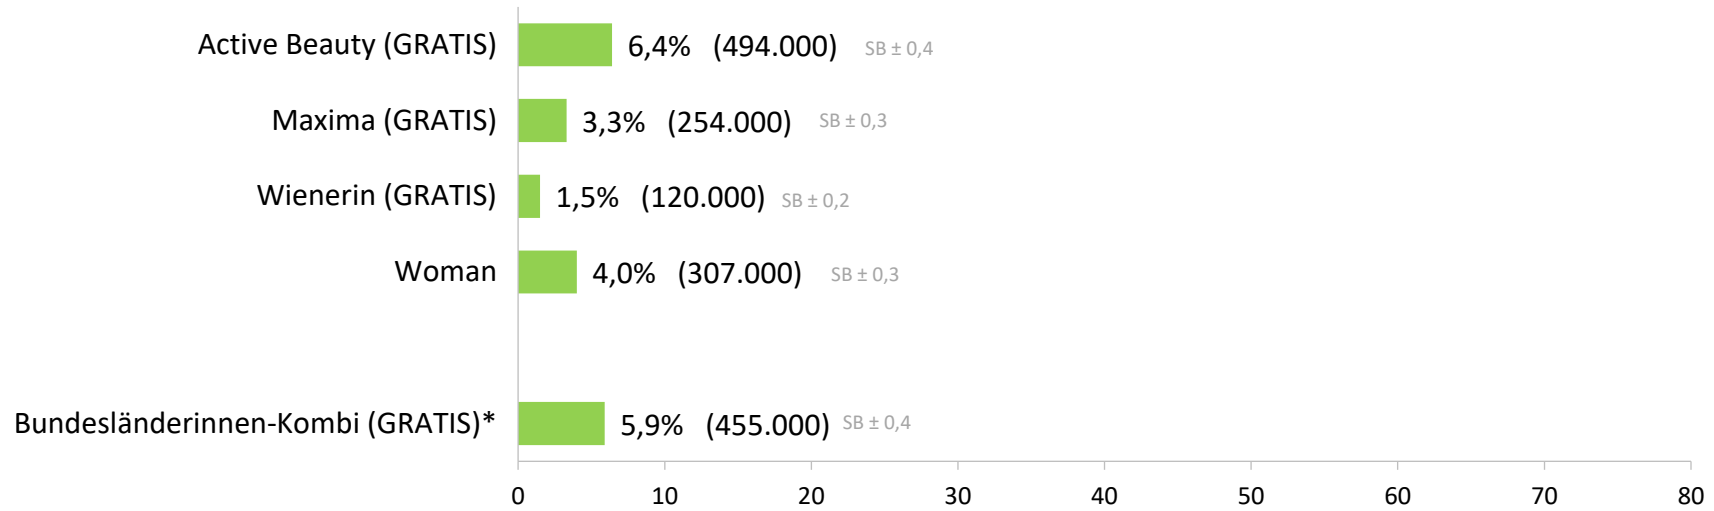 Active Beauty (GRATIS) 6,4% (494.000) SB ± 0,4
Maxima (GRATIS) 3,3% (254.000) SB ± 0,3
Wienerin (GRATIS) 1,5% (120.000) SB ± 0,2
Woman 4,0% (307.000) SB ± 0,3
Bundesländerinnen-Kombi (GRATIS)* 5,9% (455.000) SB ± 0,4
0 10 20 30 40 50 60 70 80